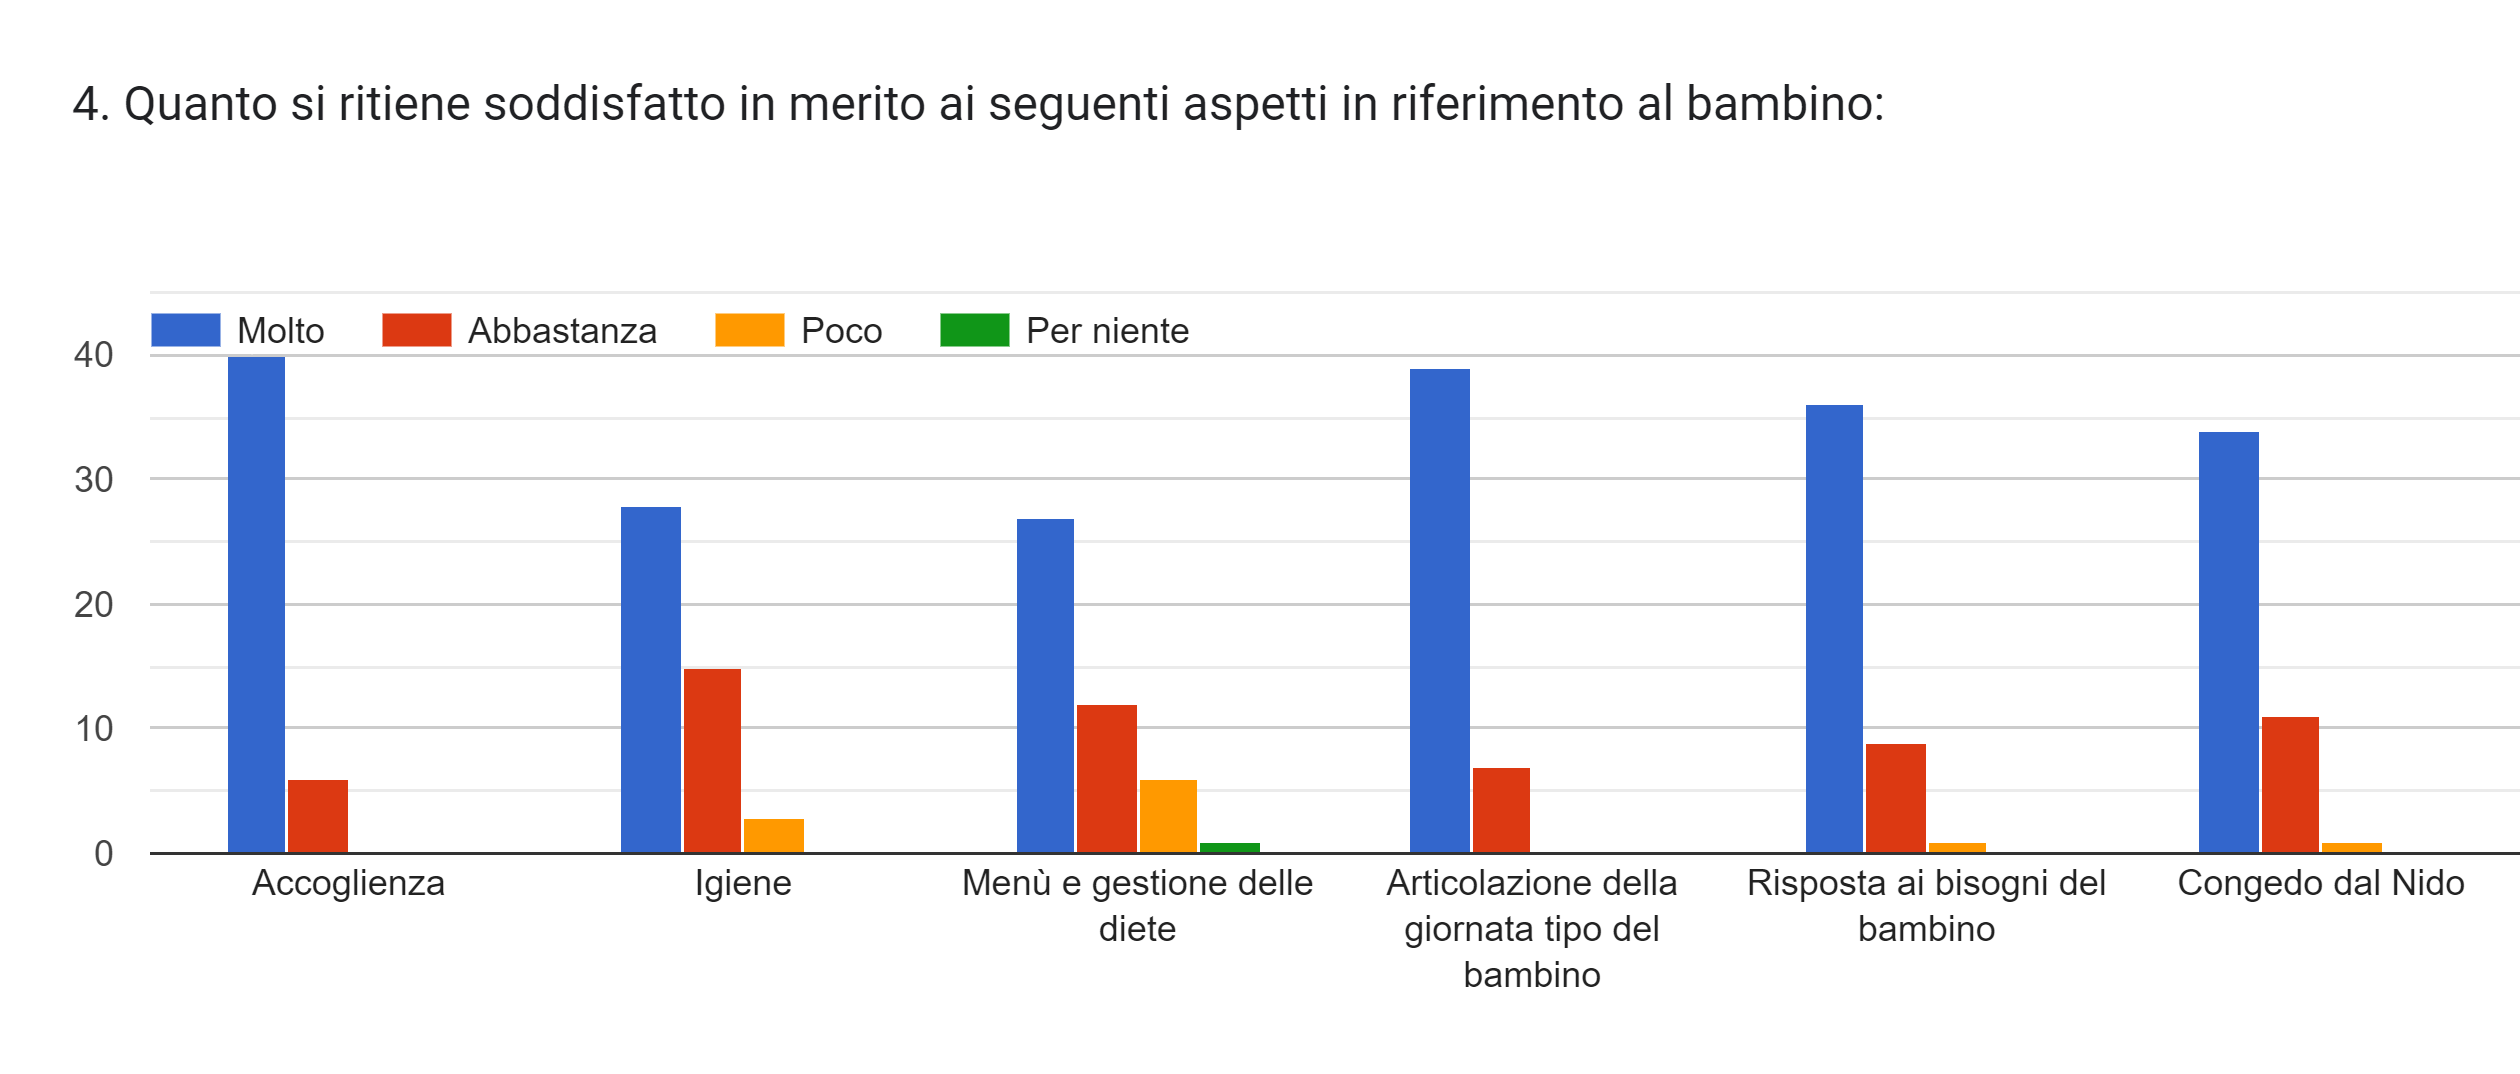 4. Quanto si ritiene soddisfatto in merito ai seguenti aspetti in riferimento al bambino:
Molto
Abbastanza
Poco
Per niente
40
30
20
10
0
Accoglienza
Igiene
Menù e gestione delle
diete
Articolazione della
giornata tipo del
bambino
Risposta ai bisogni del
bambino
Congedo dal Nido